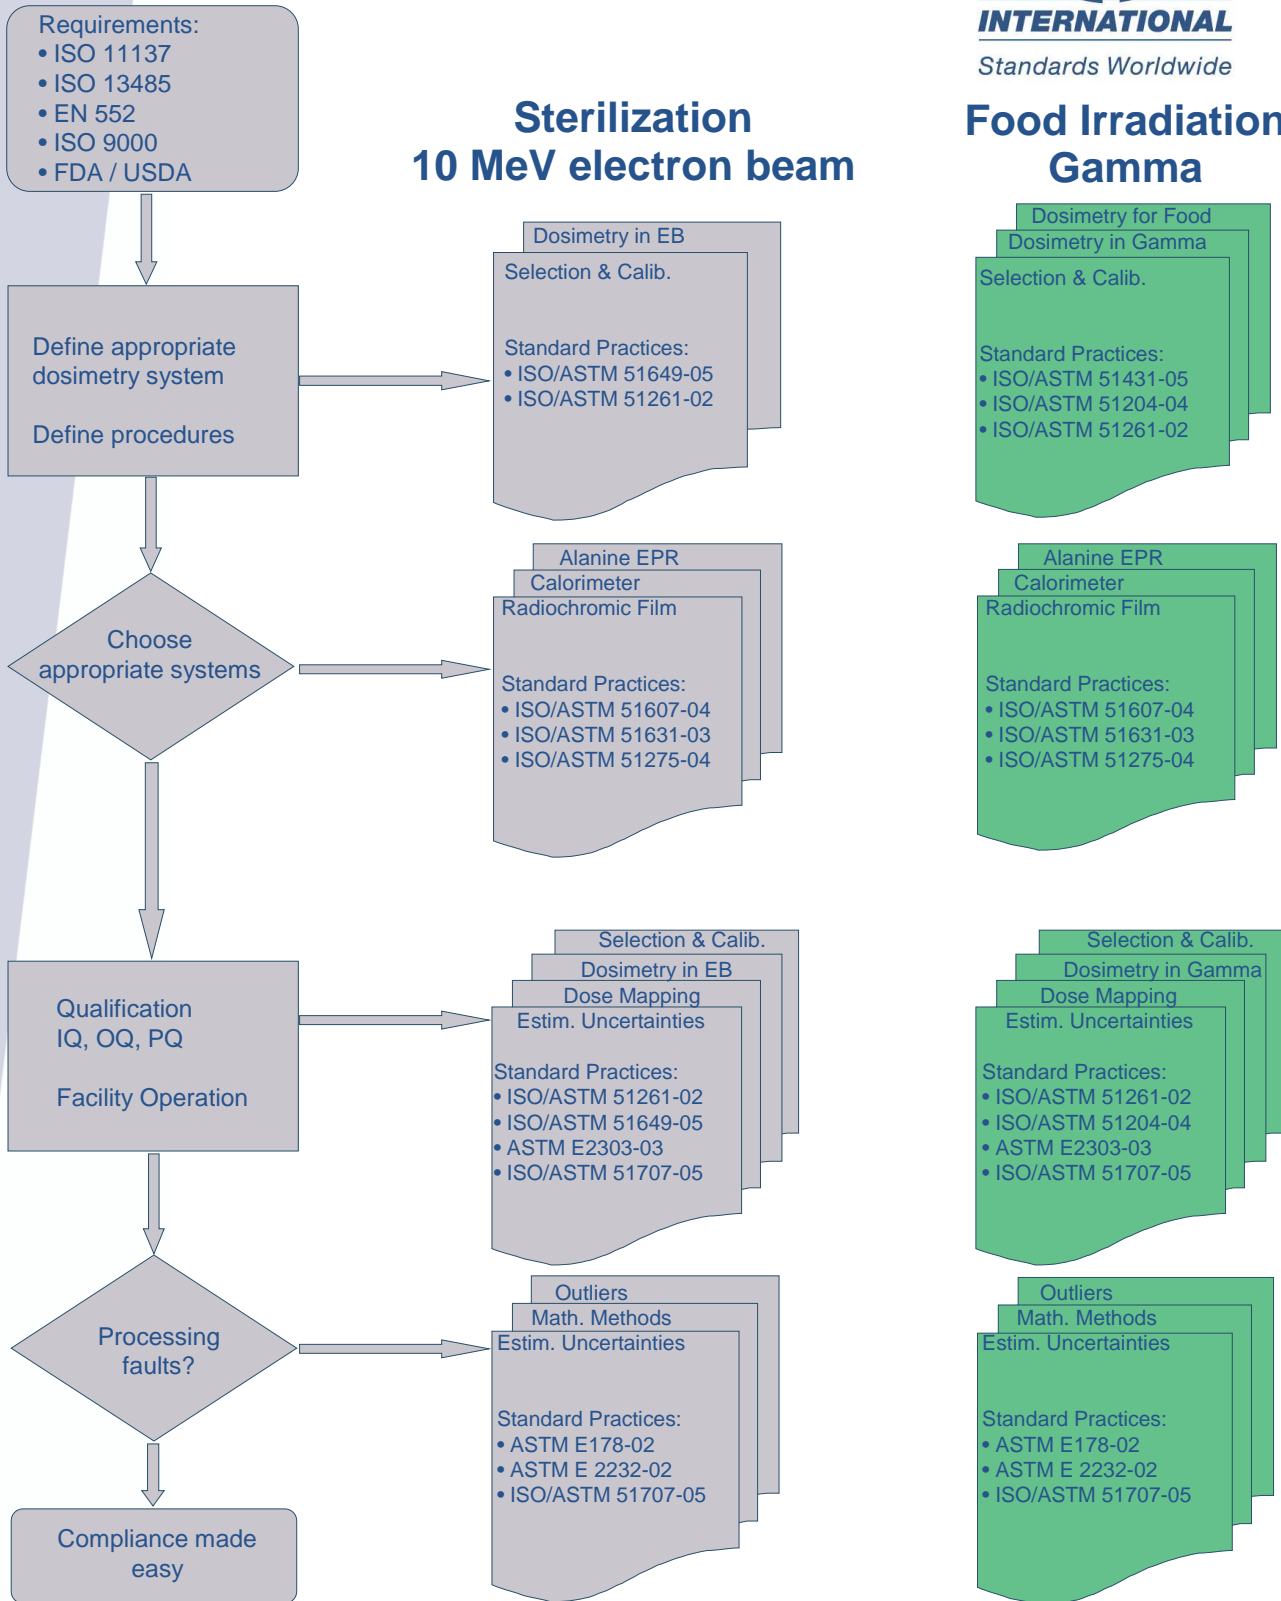 Requirements:
• ISO 11137
• ISO 13485
• EN 552
• ISO 9000
• FDA / USDA
INTERNATIONAL
Standards Worldwide
Sterilization
10 MeV electron beam
Food Irradiation
Gamma
Define appropriate
dosimetry system
Define procedures
Dosimetry in EB
Selection & Calib.
Standard Practices:
• ISO/ASTM 51649-05
• ISO/ASTM 51261-02
Dosimetry for Food
Dosimetry in Gamma
Selection & Calib.
Standard Practices:
• ISO/ASTM 51431-05
• ISO/ASTM 51204-04
• ISO/ASTM 51261-02
Choose
appropriate systems
Alanine EPR
Calorimeter
Radiochromic Film
Standard Practices:
• ISO/ASTM 51607-04
• ISO/ASTM 51631-03
• ISO/ASTM 51275-04
Alanine EPR
Calorimeter
Radiochromic Film
Standard Practices:
• ISO/ASTM 51607-04
• ISO/ASTM 51631-03
• ISO/ASTM 51275-04
Qualification
IQ, OQ, PQ
Facility Operation
Selection & Calib.
Dosimetry in EB
Dose Mapping
Estim. Uncertainties
Standard Practices:
• ISO/ASTM 51261-02
• ISO/ASTM 51649-05
• ASTM E2303-03
• ISO/ASTM 51707-05
Selection & Calib.
Dosimetry in Gamma
Dose Mapping
Estim. Uncertainties
Standard Practices:
• ISO/ASTM 51261-02
• ISO/ASTM 51204-04
• ASTM E2303-03
• ISO/ASTM 51707-05
Processing
faults?
Outliers
Math. Methods
Estim. Uncertainties
Standard Practices:
• ASTM E178-02
• ASTM E 2232-02
• ISO/ASTM 51707-05
Outliers
Math. Methods
Estim. Uncertainties
Standard Practices:
• ASTM E178-02
• ASTM E 2232-02
• ISO/ASTM 51707-05
Compliance made
easy